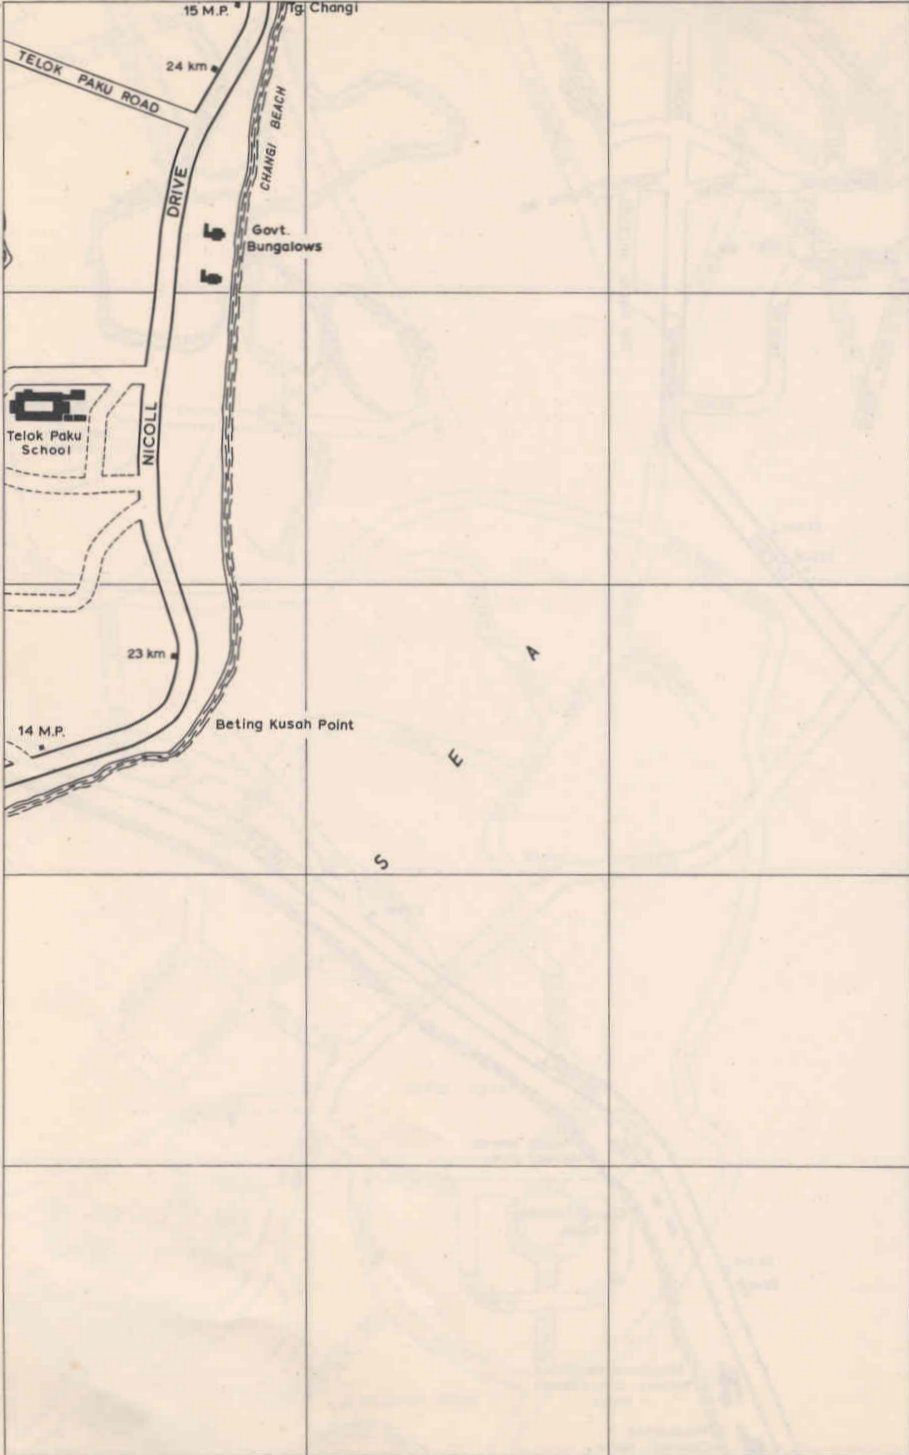 15 M.P.
Tg. Changi
24 km
TELOK PAKU ROAD
CHANGI BEACH
DRIVE
Govt.
Bungalows
NICOLL
Telok Paku
School
A
23 km
14 M.P.
Beting Kusah Point
E
S